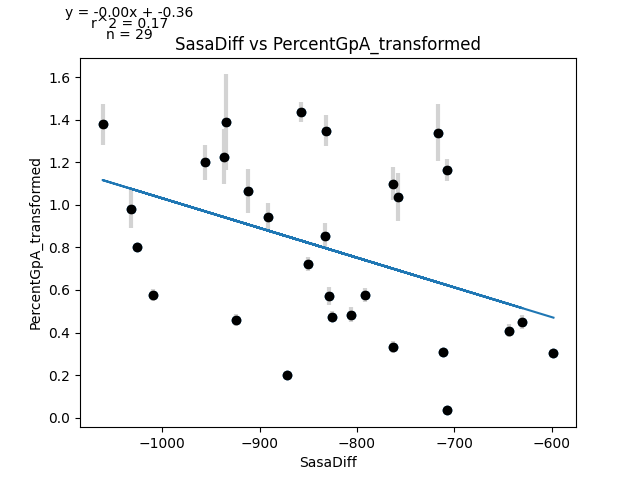 y = -0.00x + -0.36
r^2 = 0.17
n = 29
SasaDiff vs PercentGpA_transformed
PercentGpA_transformed
1.6
1.4
1.2
1.0
0.8
0.6
0.4
0.2
0.0
−1000
−900
−800
−700
−600
SasaDiff